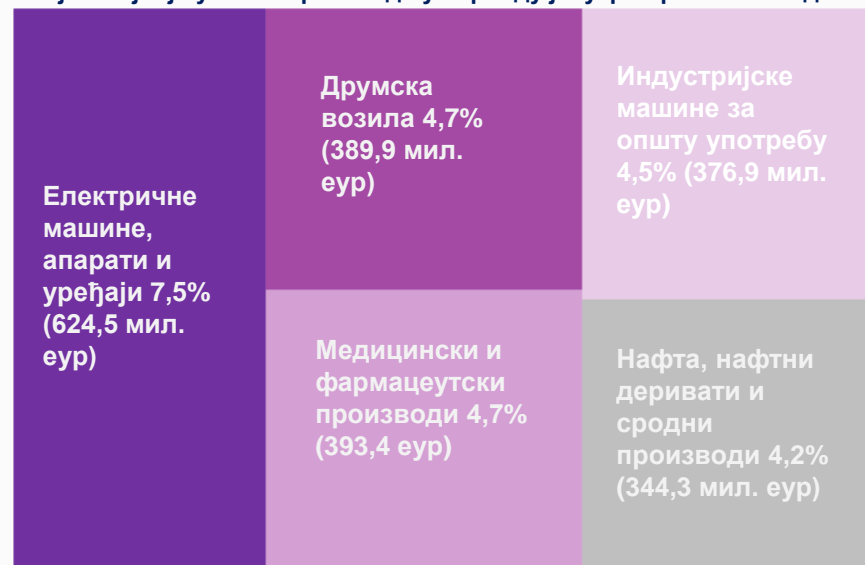 Електричне
машине,
апарати и
уређаји 7,5%
(624,5 мил.
еур)
Друмска
возила 4,7%
(389,9 мил.
еур)
Медицински и
фармацеутски
производи 4,7%
(393,4 еур)
Индустријске
машине за
општу употребу
4,5% (376,9 мил.
еур)
Нафта, нафтни
деривати и
сродни
производи 4,2%
(344,3 мил. еур)